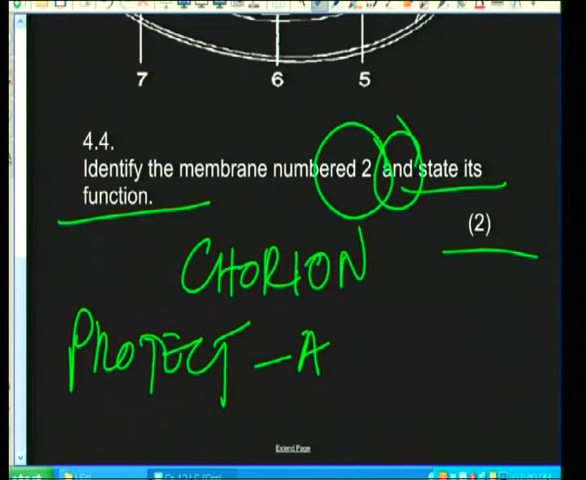 7 6 5
4.4.
Identify the membrane numbered 2 and state its
function.
(2)
CHORION
PROTECT - A
Extend Page